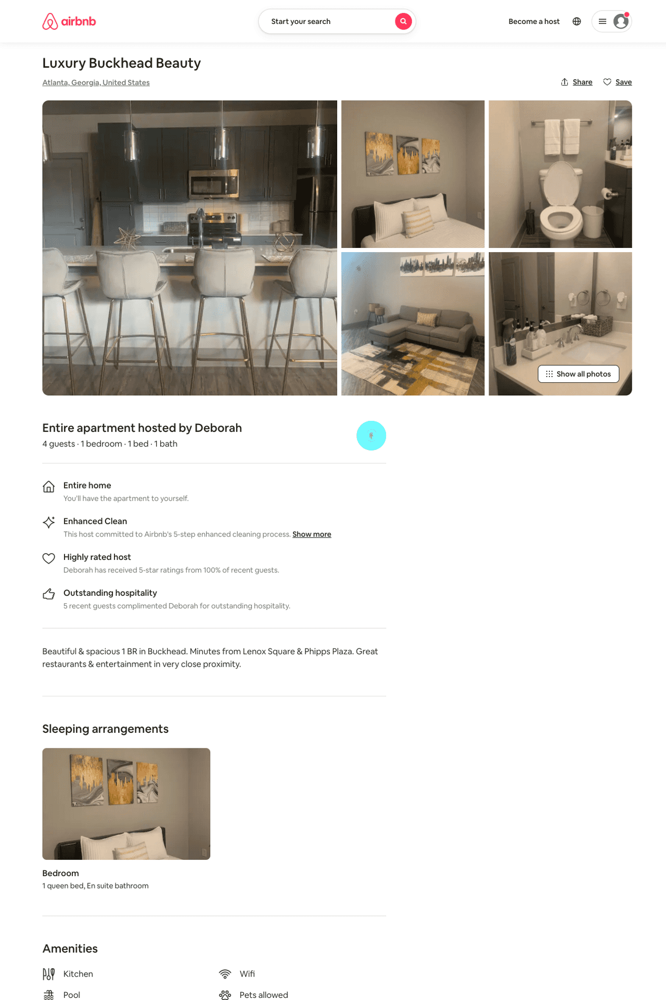 airbnb
Start your search
Become a host
Luxury Buckhead Beauty
Atlanta, Georgia, United States
Share
Save
Show all photos
Entire apartment hosted by Deborah
4 guests · 1 bedroom · 1 bed · 1 bath
Entire home
You'll have the apartment to yourself.
Enhanced Clean
This host committed to Airbnb's 5-step enhanced cleaning process. Show more
Highly rated host
Deborah has received 5-star ratings from 100% of recent guests.
Outstanding hospitality
5 recent guests complimented Deborah for outstanding hospitality.
Beautiful & spacious 1 BR in Buckhead. Minutes from Lenox Square & Phipps Plaza. Great
restaurants & entertainment in very close proximity.
Sleeping arrangements
Bedroom
1 queen bed, En suite bathroom
Amenities
Kitchen
Wifi
Pool
Pets allowed